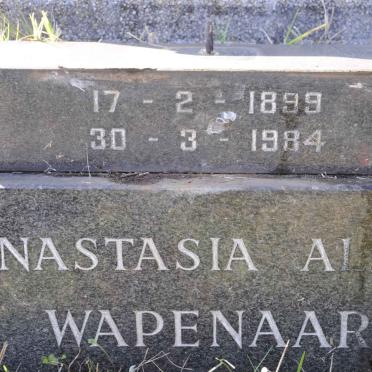 17 - 2 - 1899
30 - 3 - 1984
NASTASIA AL
WAPENAAR